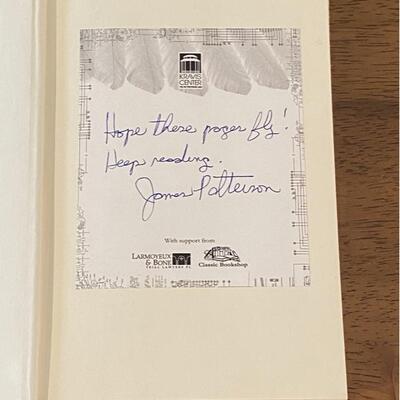 KRAVIS
CENTER
Hope these pages fly!
Keep reading.
James Patterson
With support from
LARMOYEUX
& BONE
TRIAL LAWYERS PL
Classic Bookshop